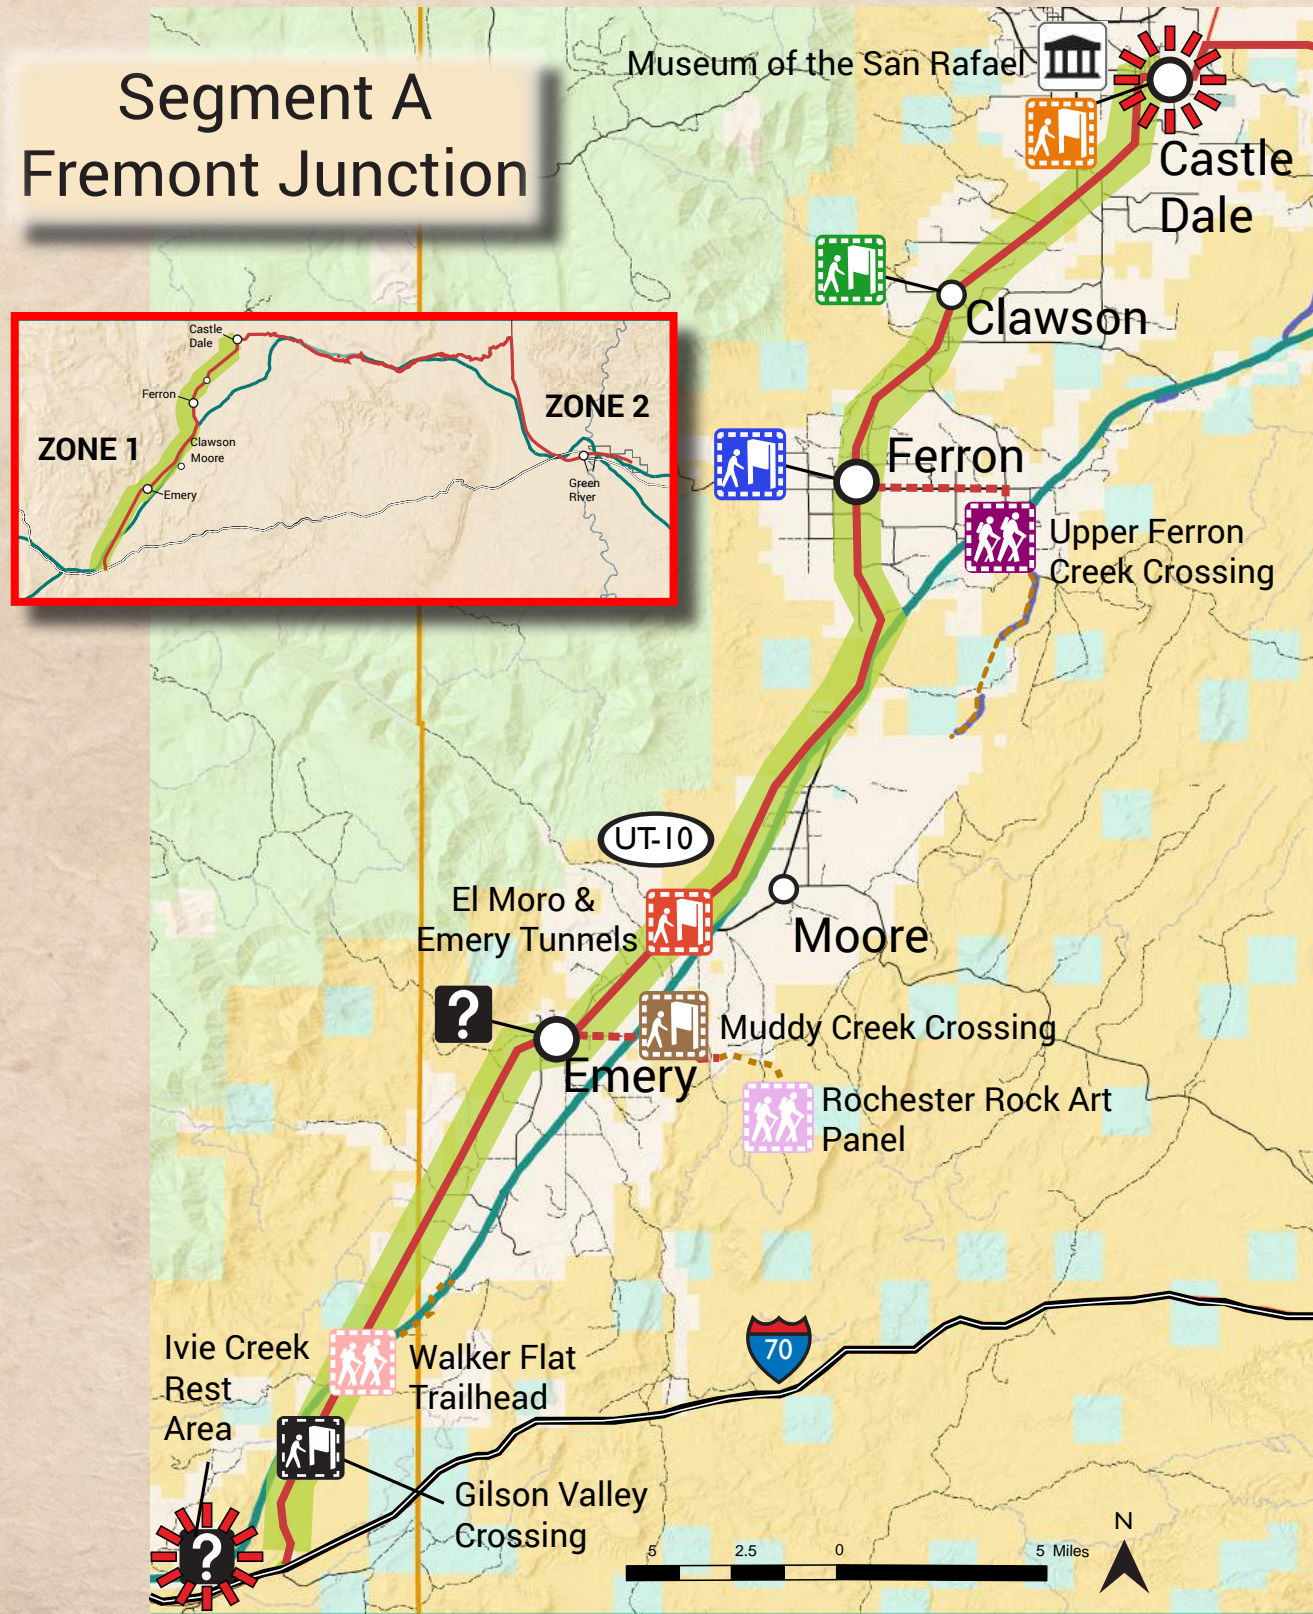 Segment A
Fremont Junction
Museum of the San Rafael
Castle
Dale
Clawson
Castle
Dale
Ferron
ZONE 1
Clawson
Moore
Emery
ZONE 2
Green
River
Ferron
Upper Ferron
Creek Crossing
UT-10
El Moro &
Emery Tunnels
Moore
?
Emery
Muddy Creek Crossing
Rochester Rock Art
Panel
Ivie Creek
Rest
Area
Walker Flat
Trailhead
70
Gilson Valley
Crossing
?
N
5 2.5 0 5 Miles